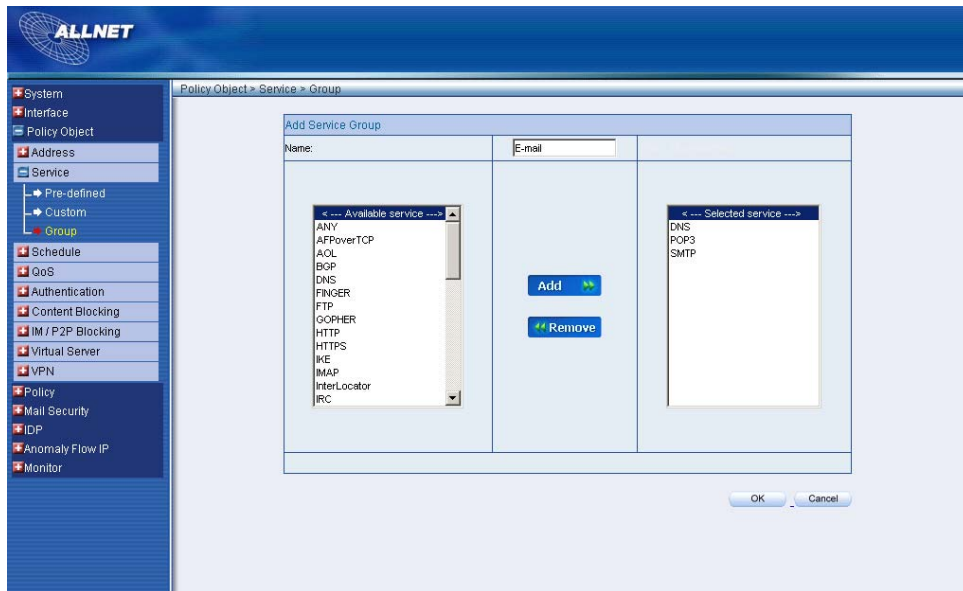 ALLNET
System
Interface
Policy Object
Address
Service
Pre-defined
Custom
Group
Schedule
QoS
Authentication
Content Blocking
IM / P2P Blocking
Virtual Server
VPN
Policy
Mail Security
IDP
Anomaly Flow IP
Monitor
Policy Object > Service > Group
Add Service Group
Name:
E-mail
< --- Available service --->
ANY
AFPoverTCP
AOL
BGP
DNS
FINGER
FTP
GOPHER
HTTP
HTTPS
IKE
IMAP
InterLocator
IRC
Add
Remove
< --- Selected service --->
DNS
POP3
SMTP
OK
Cancel